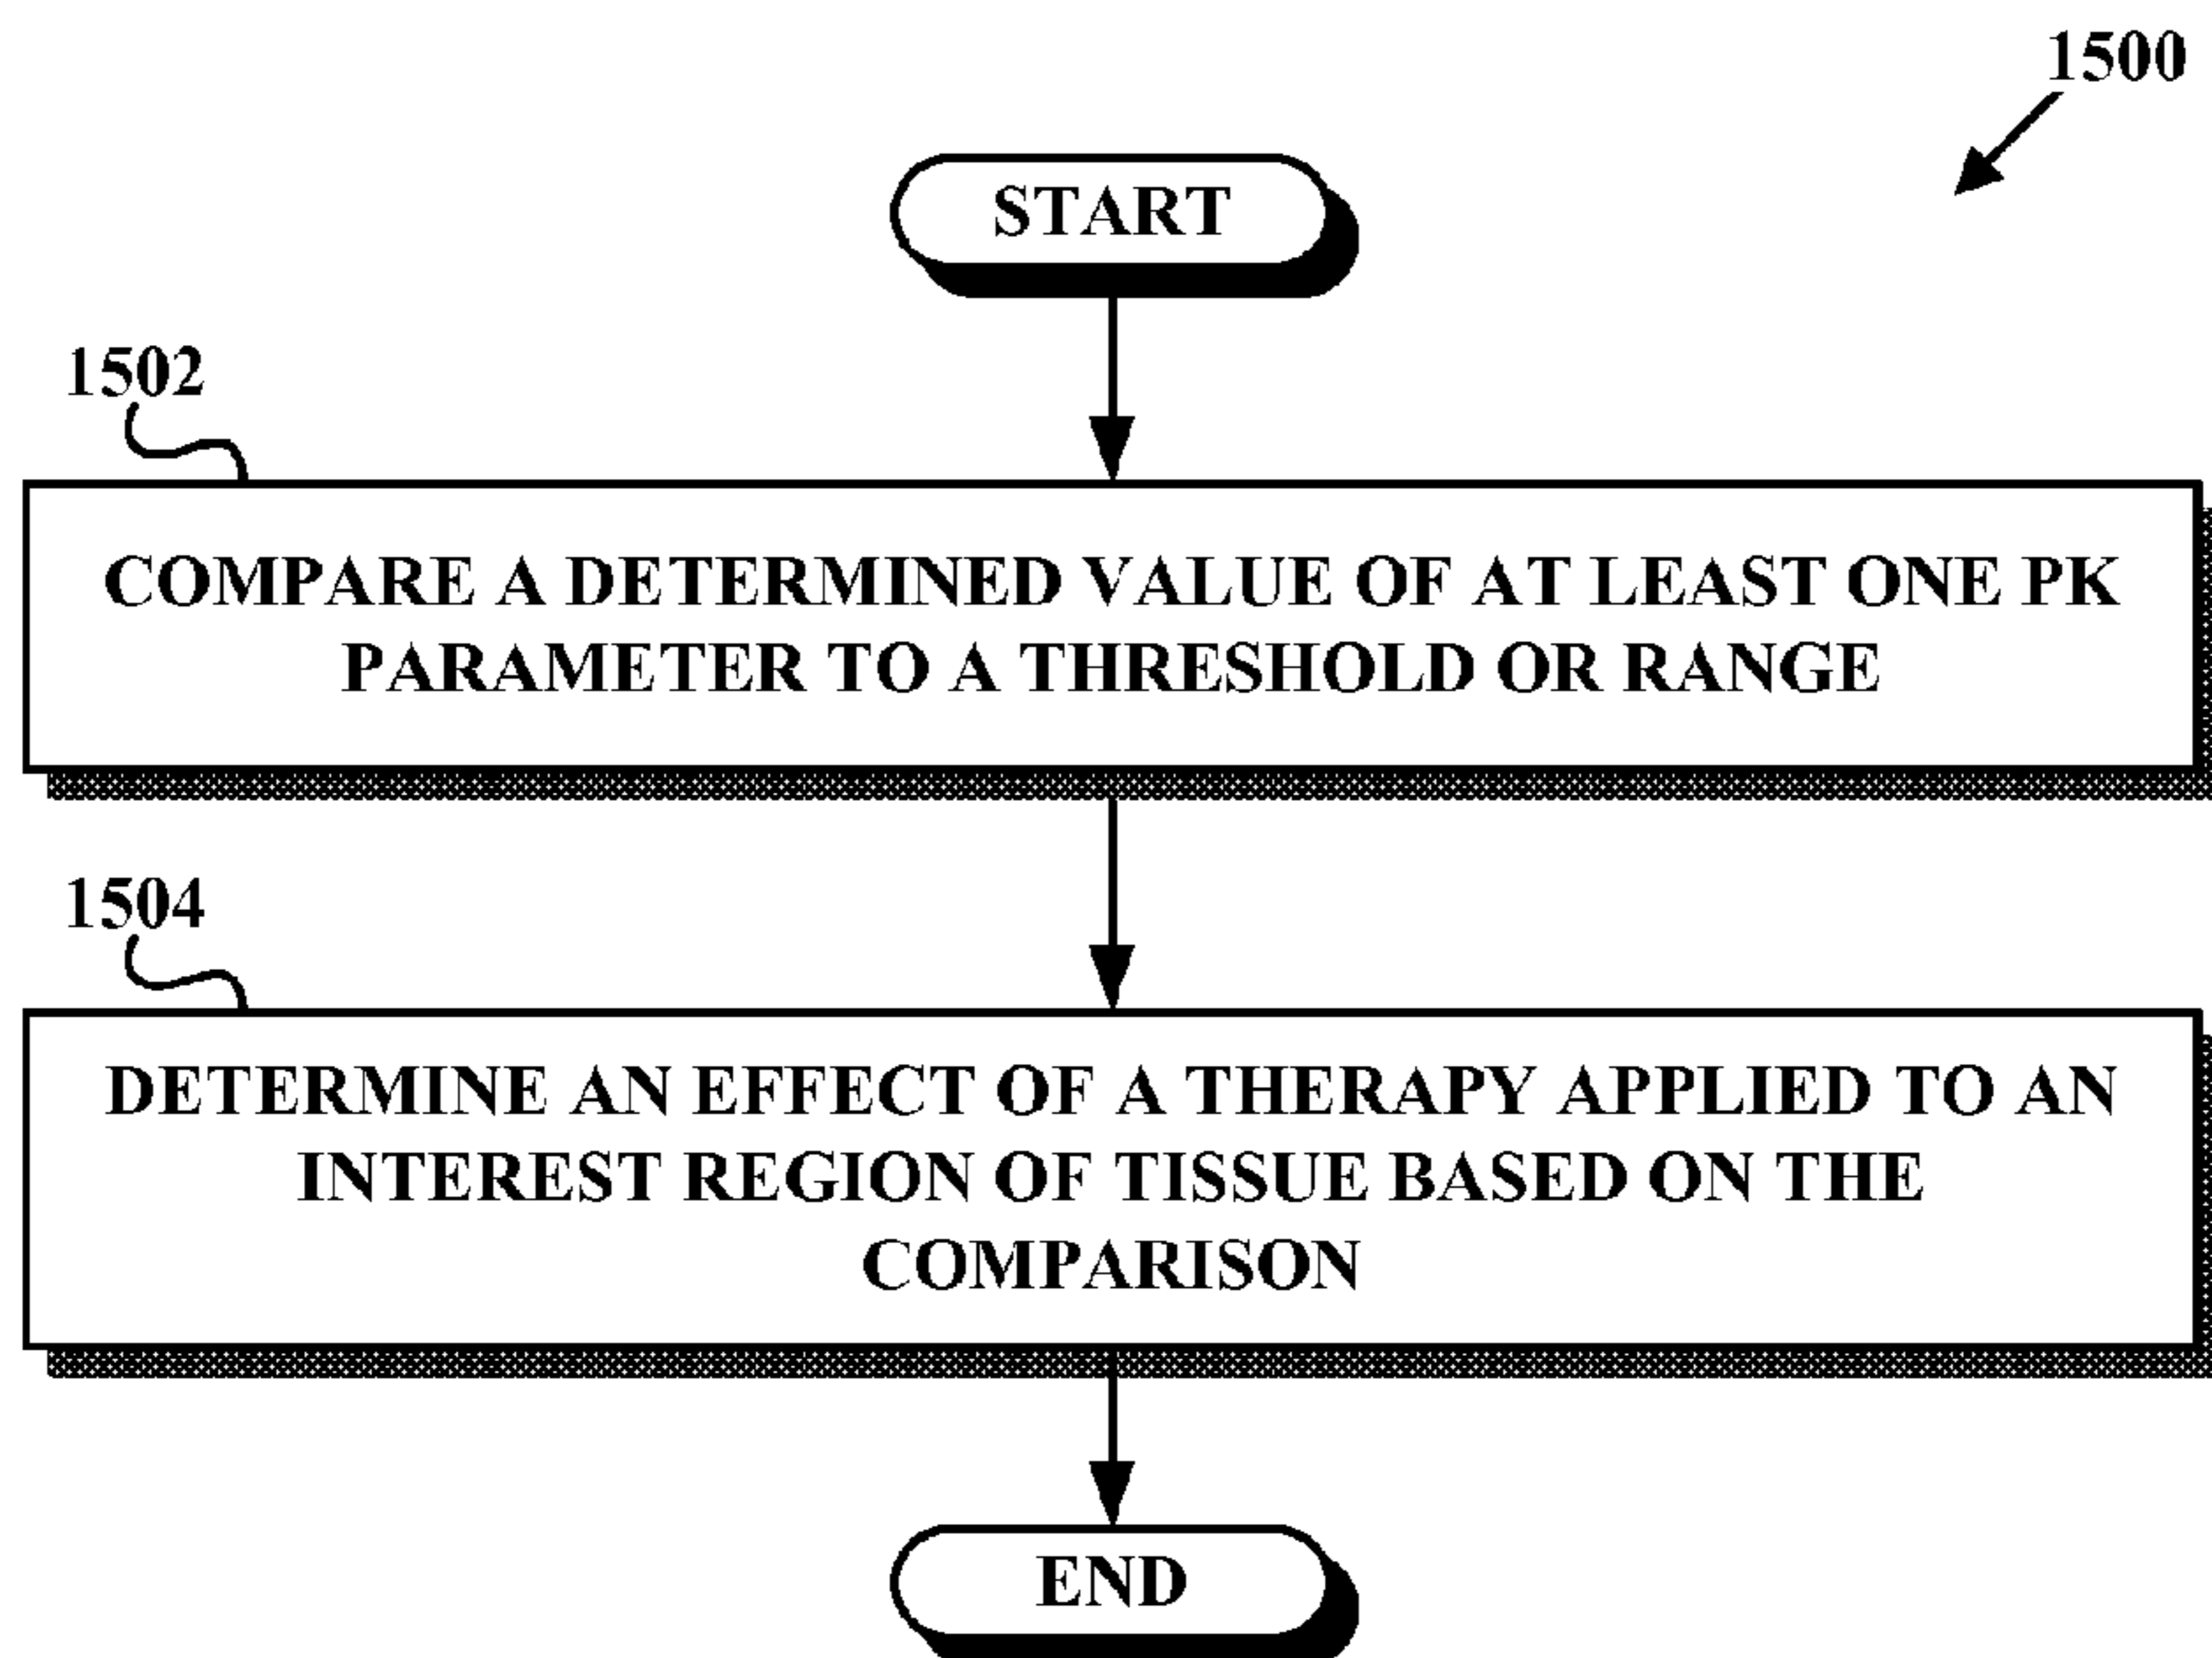 1500
START
1502
COMPARE A DETERMINED VALUE OF AT LEAST ONE PK
PARAMETER TO A THRESHOLD OR RANGE
1504
DETERMINE AN EFFECT OF A THERAPY APPLIED TO AN
INTEREST REGION OF TISSUE BASED ON THE
COMPARISON
END